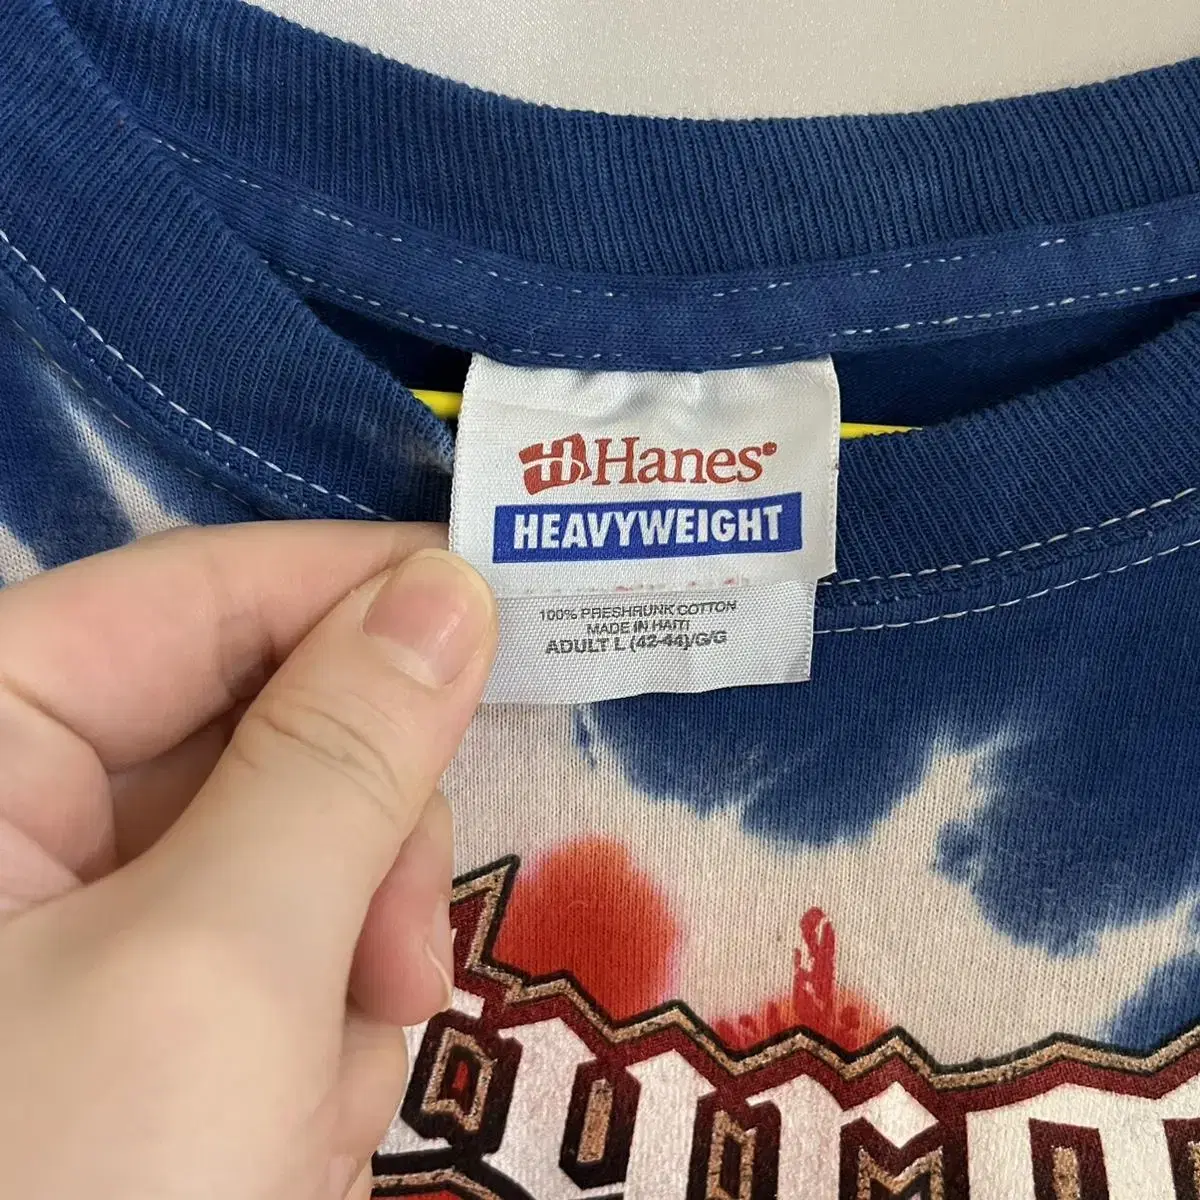 Hanes
HEAVYWEIGHT
100% PRESHRUNK COTTON
MADE IN HAITI
ADULT L (42-44)/G/G